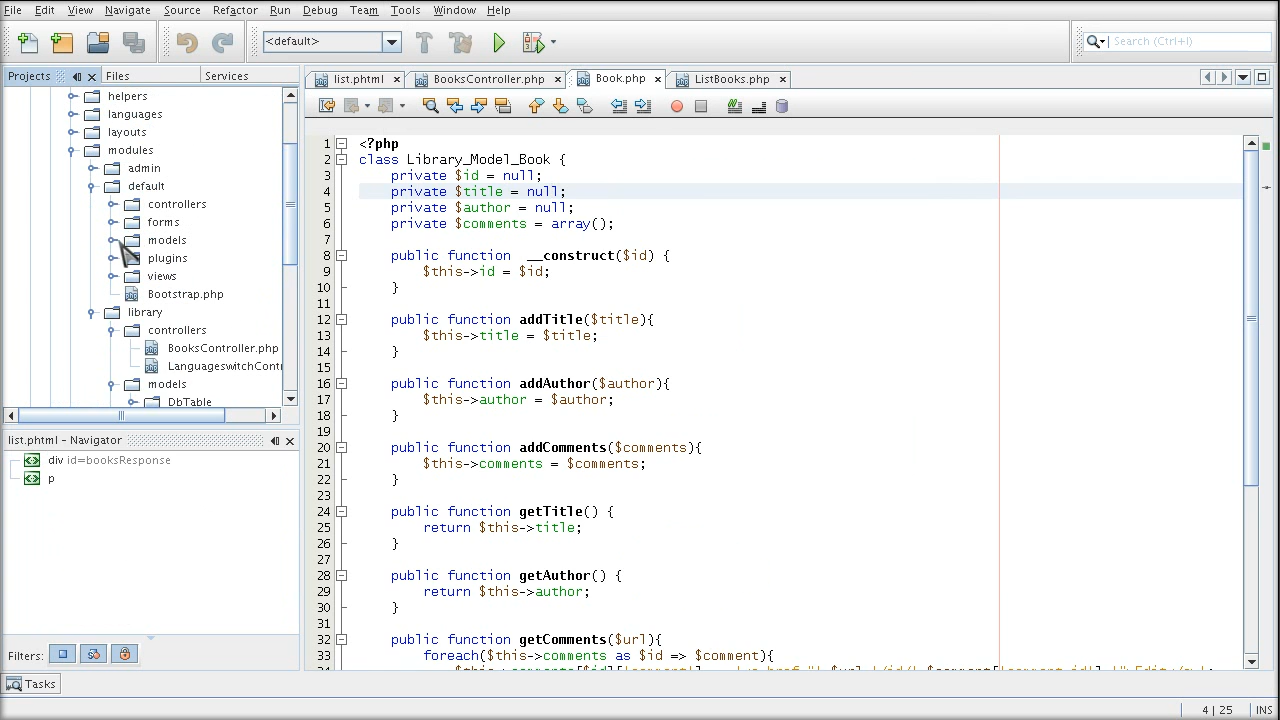 File Edit View Navigate Source Refactor Run Debug Team Tools Window Help
<default> Search (Ctrl+I)
Projects Files Services
list.phtml BooksController.php Book.php ListBooks.php
helpers
languages
layouts
modules
admin
default
controllers
forms
models
plugins
views
Bootstrap.php
library
controllers
BooksController.php
LanguageswitchContr
models
DbTable
list.phtml - Navigator
div id=booksResponse
p
Filters:
Tasks
1 <?php
2 class Library_Model_Book {
3 private $id = null;
4 private $title = null;
5 private $author = null;
6 private $comments = array();
7
8 public function __construct($id) {
9 $this->id = $id;
10 }
11
12 public function addTitle($title){
13 $this->title = $title;
14 }
15
16 public function addAuthor($author){
17 $this->author = $author;
18 }
19
20 public function addComments($comments){
21 $this->comments = $comments;
22 }
23
24 public function getTitle() {
25 return $this->title;
26 }
27
28 public function getAuthor() {
29 return $this->author;
30 }
31
32 public function getComments($url){
33 foreach($this->comments as $id => $comment){
4 | 25 INS